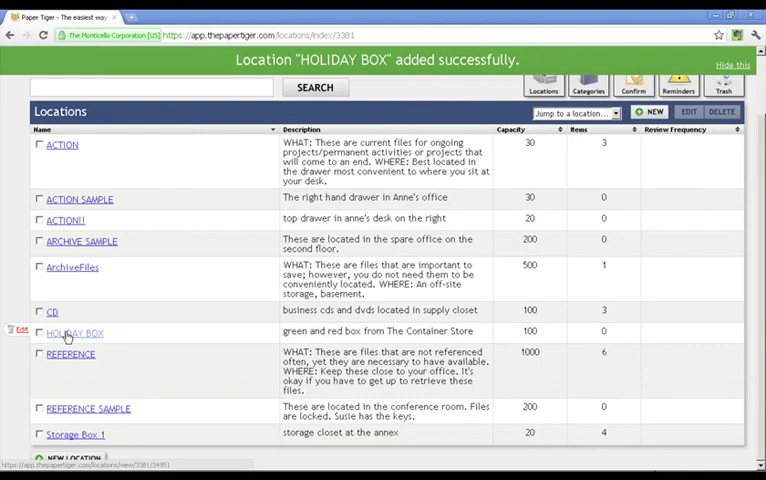 Paper Tiger - The easiest way
The Monticello Corporation [US] https://app.thepapertiger.com/locations/index/3381
Location "HOLIDAY BOX" added successfully.
Hide this
SEARCH
Locations Categories Confirm Reminders Trash
Locations
Jump to a location... NEW EDIT DELETE
Name Description Capacity Items Review Frequency
ACTION
WHAT: These are current files for ongoing
projects/permanent activities or projects that
will come to an end. WHERE: Best located in
the drawer most convenient to where you sit at
your desk.
30 3
ACTION SAMPLE The right hand drawer in Anne's office 30 0
ACTION!! top drawer in anne's desk on the right 20 0
ARCHIVE SAMPLE
These are located in the spare office on the
second floor.
200 0
ArchiveFiles
WHAT: These are files that are important to
save; however, you do not need them to be
conveniently located. WHERE: An off-site
storage, basement.
500 1
CD business cds and dvds located in supply closet 100 3
Edit HOLIDAY BOX green and red box from The Container Store 100 0
REFERENCE
WHAT: These are files that are not referenced
often, yet they are necessary to have available.
WHERE: Keep these close to your office. It's
okay if you have to get up to retrieve these
files.
1000 6
REFERENCE SAMPLE
These are located in the conference room. Files
are locked. Susie has the keys.
200 0
Storage Box 1 storage closet at the annex 20 4
NEW LOCATION
https://app.thepapertiger.com/locations/view/3381/24951